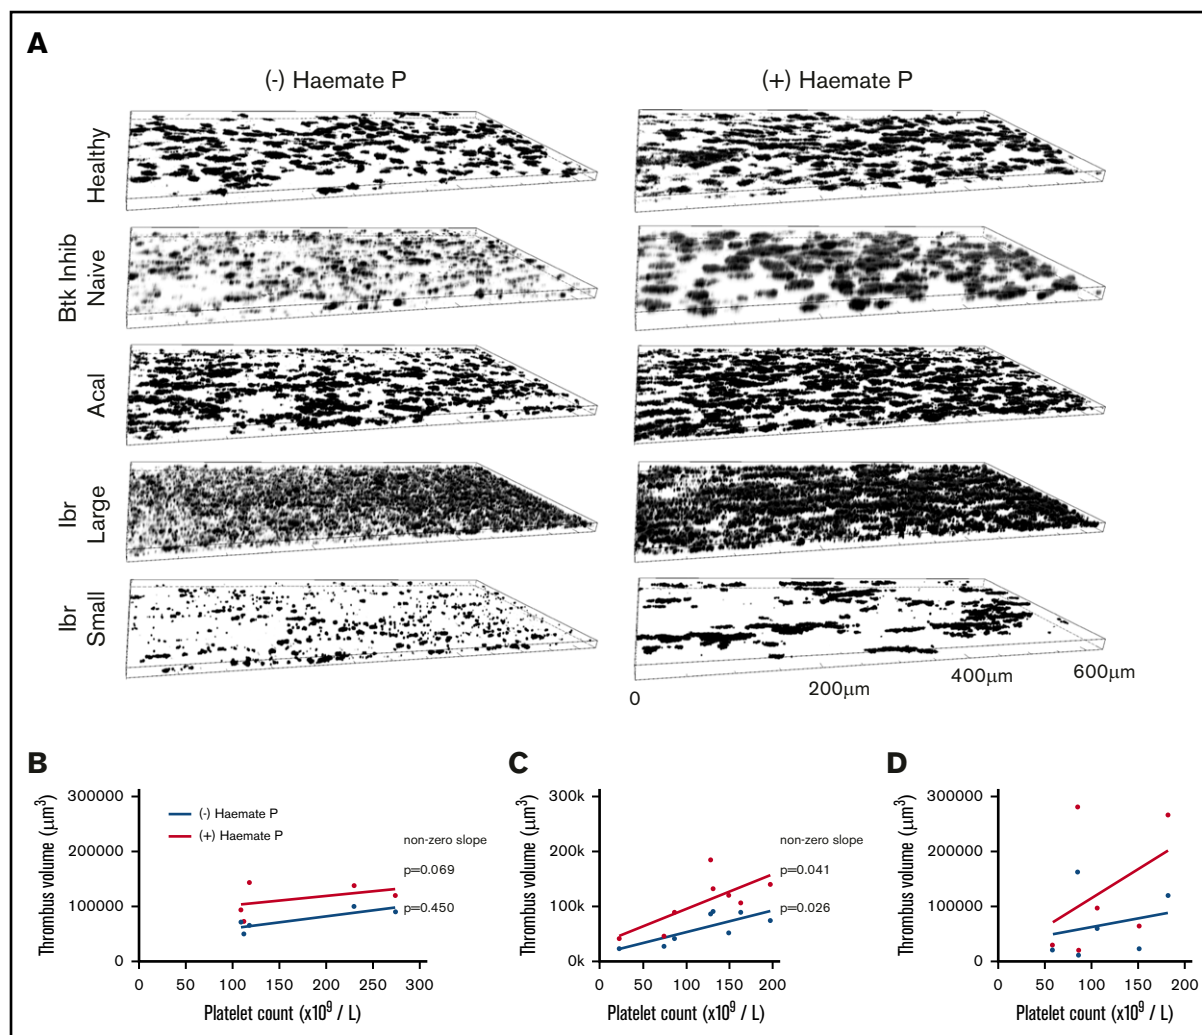 A
(-) Haemate P
(+) Haemate P
Healthy
Btk Inhib
Naive
Acal
Ibr
Large
Ibr
Small
0
200μm
400μm
600μm
B
Thrombus volume (μm³)
300000
200000
100000
0
(-) Haemate P
(+) Haemate P
non-zero slope
p=0.069
p=0.450
0
50
100
150
200
250
300
Platelet count (x10⁹ / L)
C
Thrombus volume (μm³)
300k
200k
100k
0k
non-zero slope
p=0.041
p=0.026
0
50
100
150
200
Platelet count (x10⁹ / L)
D
Thrombus volume (μm³)
300000
200000
100000
0
0
50
100
150
200
Platelet count (x10⁹ / L)